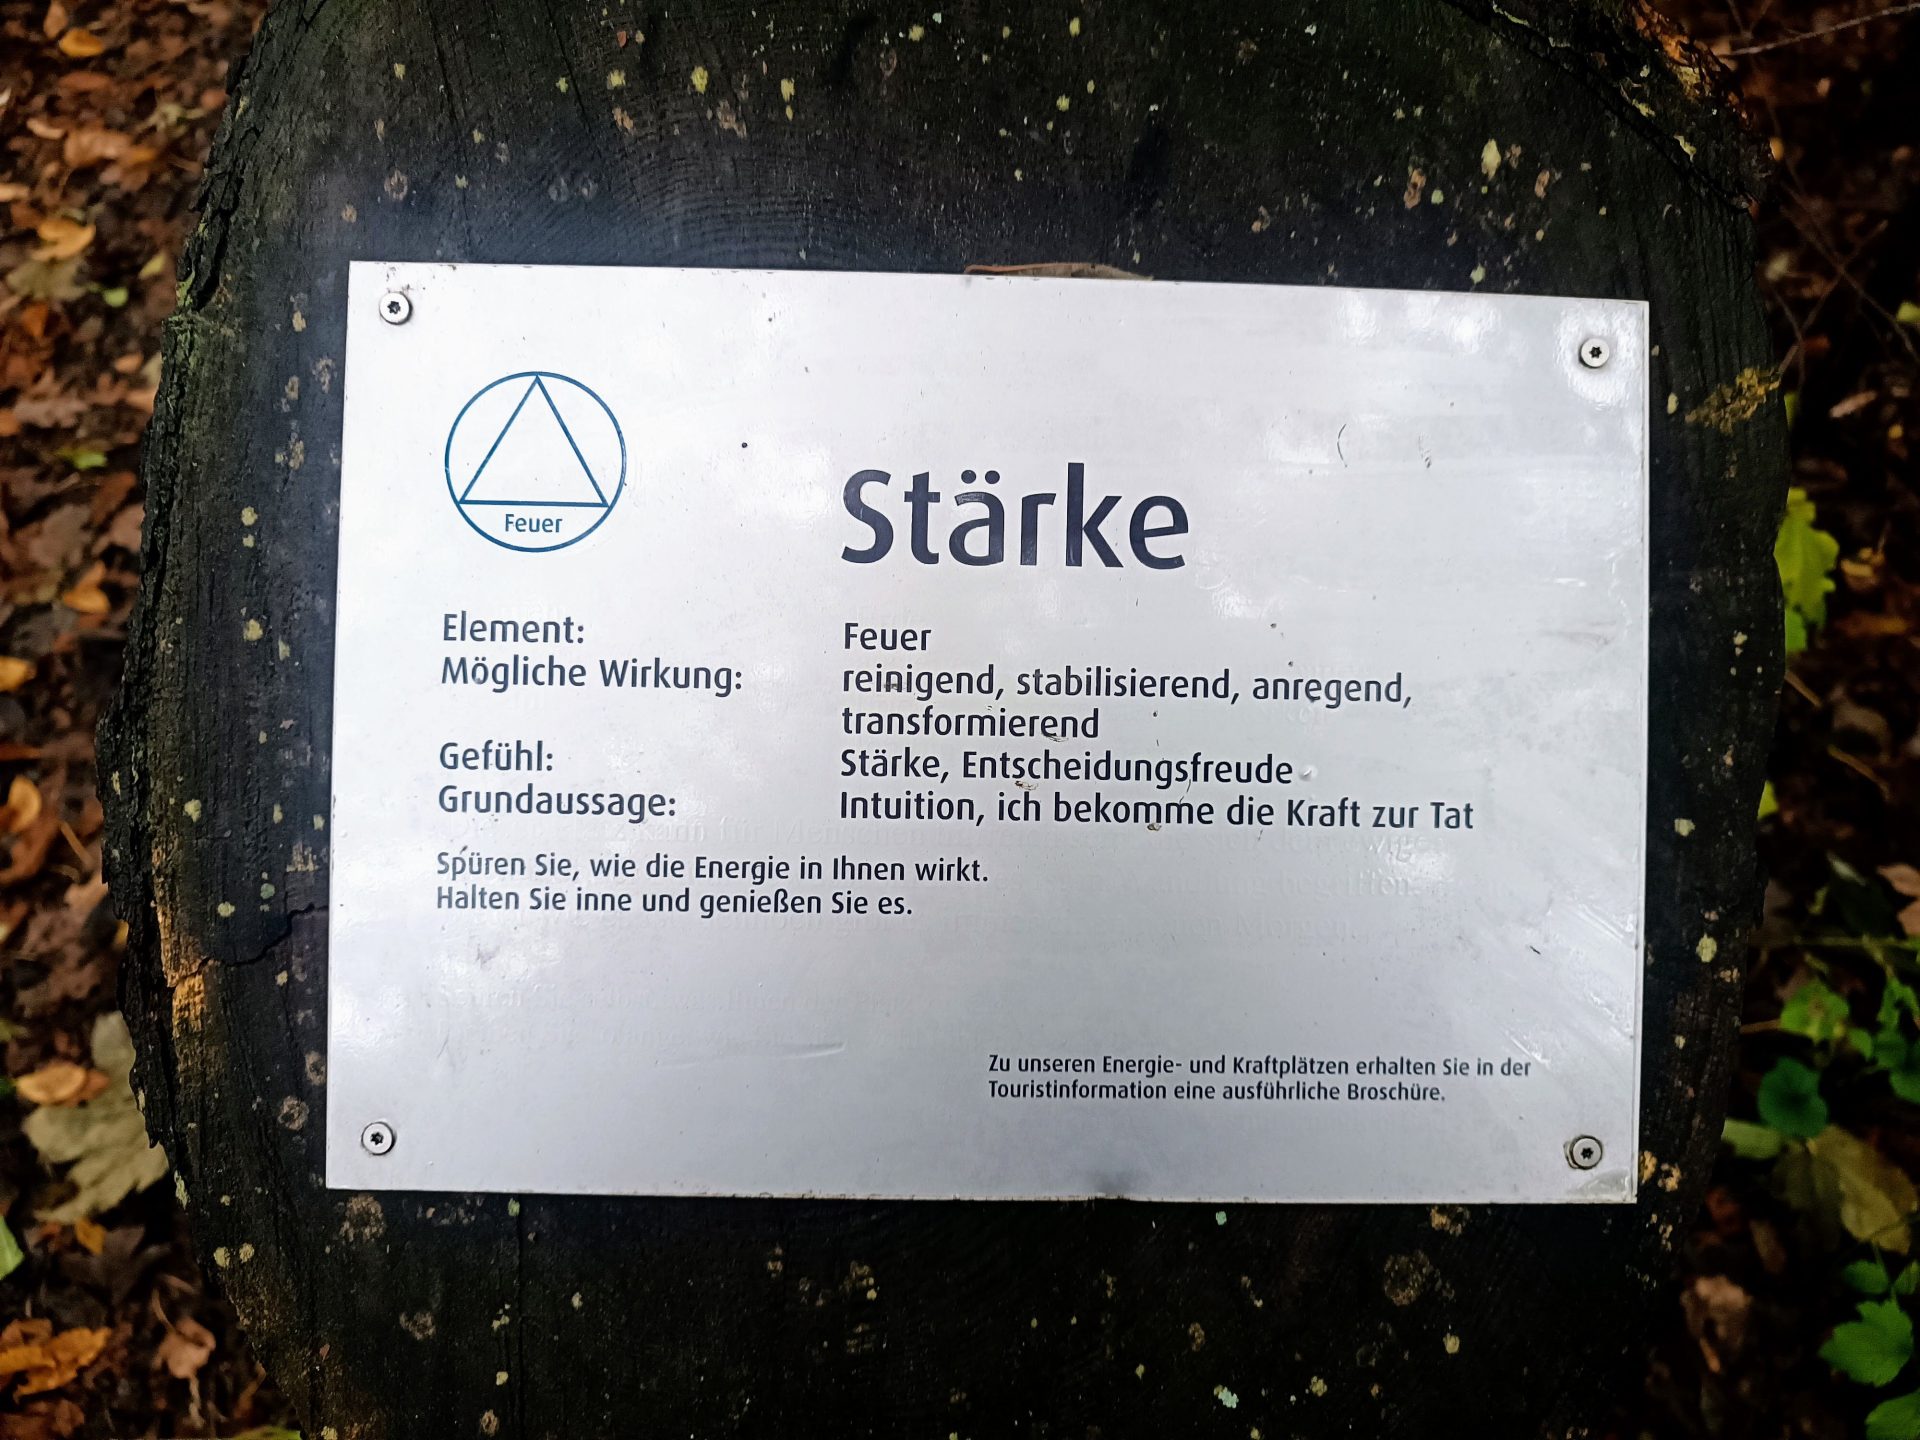 Feuer
Stärke
Element: Feuer
Mögliche Wirkung: reinigend, stabilisierend, anregend,
transformierend
Gefühl: Stärke, Entscheidungsfreude
Grundaussage: Intuition, ich bekomme die Kraft zur Tat
Spüren Sie, wie die Energie in Ihnen wirkt.
Halten Sie inne und genießen Sie es.
Zu unseren Energie- und Kraftplätzen erhalten Sie in der
Touristinformation eine ausführliche Broschüre.